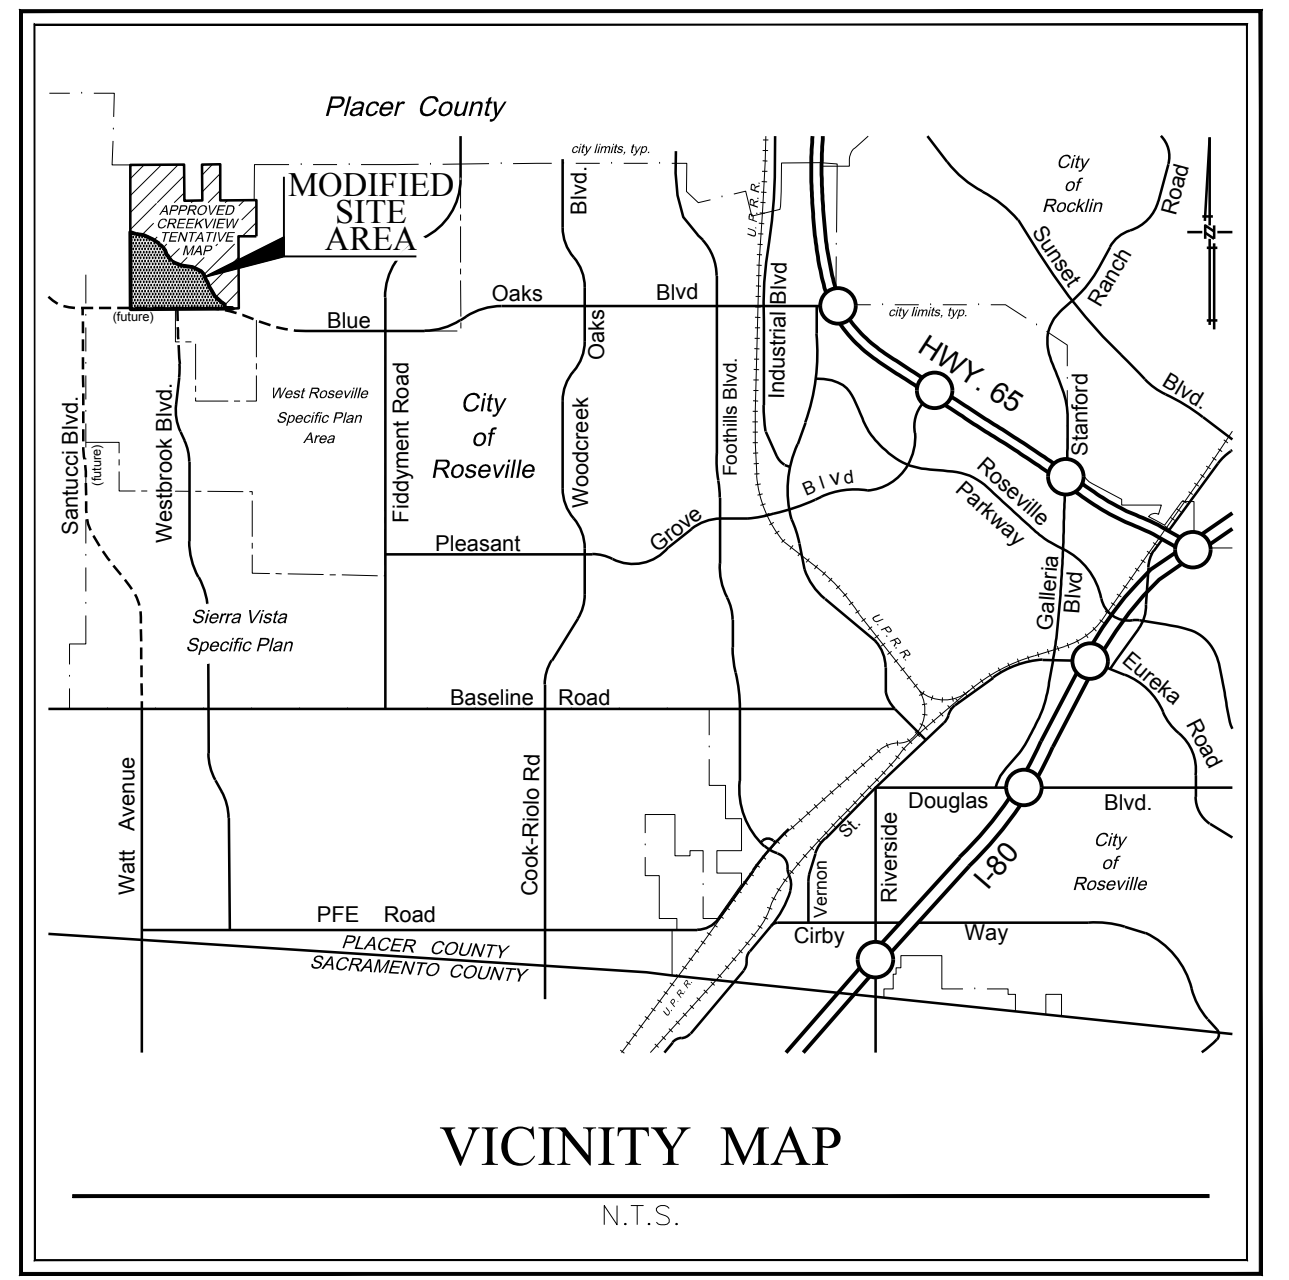 Placer County
city limits, typ.
MODIFIED
SITE
AREA
APPROVED
CREEKVIEW
TENTATIVE
MAP
City
of
Rocklin
Road
Ranch
Sunset
Blvd.
U.P.R.R.
Industrial Blvd
Blvd.
Oaks
Woodcreek
N
(future)
Blue
Oaks
Blvd
city limits, typ.
HWY. 65
Stanford
Blvd.
West Roseville
Specific Plan
Area
City
of
Roseville
Fiddyment Road
Foothills Blvd.
Santucci Blvd.
(future)
Westbrook Blvd.
Pleasant
Grove
Blvd
Roseville
Parkway
Galleria
Blvd
U.P.R.R.
Sierra Vista
Specific Plan
Eureka
Road
Baseline Road
Watt Avenue
Cook-Riolo Rd
Douglas
Blvd.
St.
Vernon
Riverside
I-80
City
of
Roseville
PFE Road
Cirby
Way
PLACER COUNTY
SACRAMENTO COUNTY
U.P.R.R.
VICINITY MAP
N.T.S.